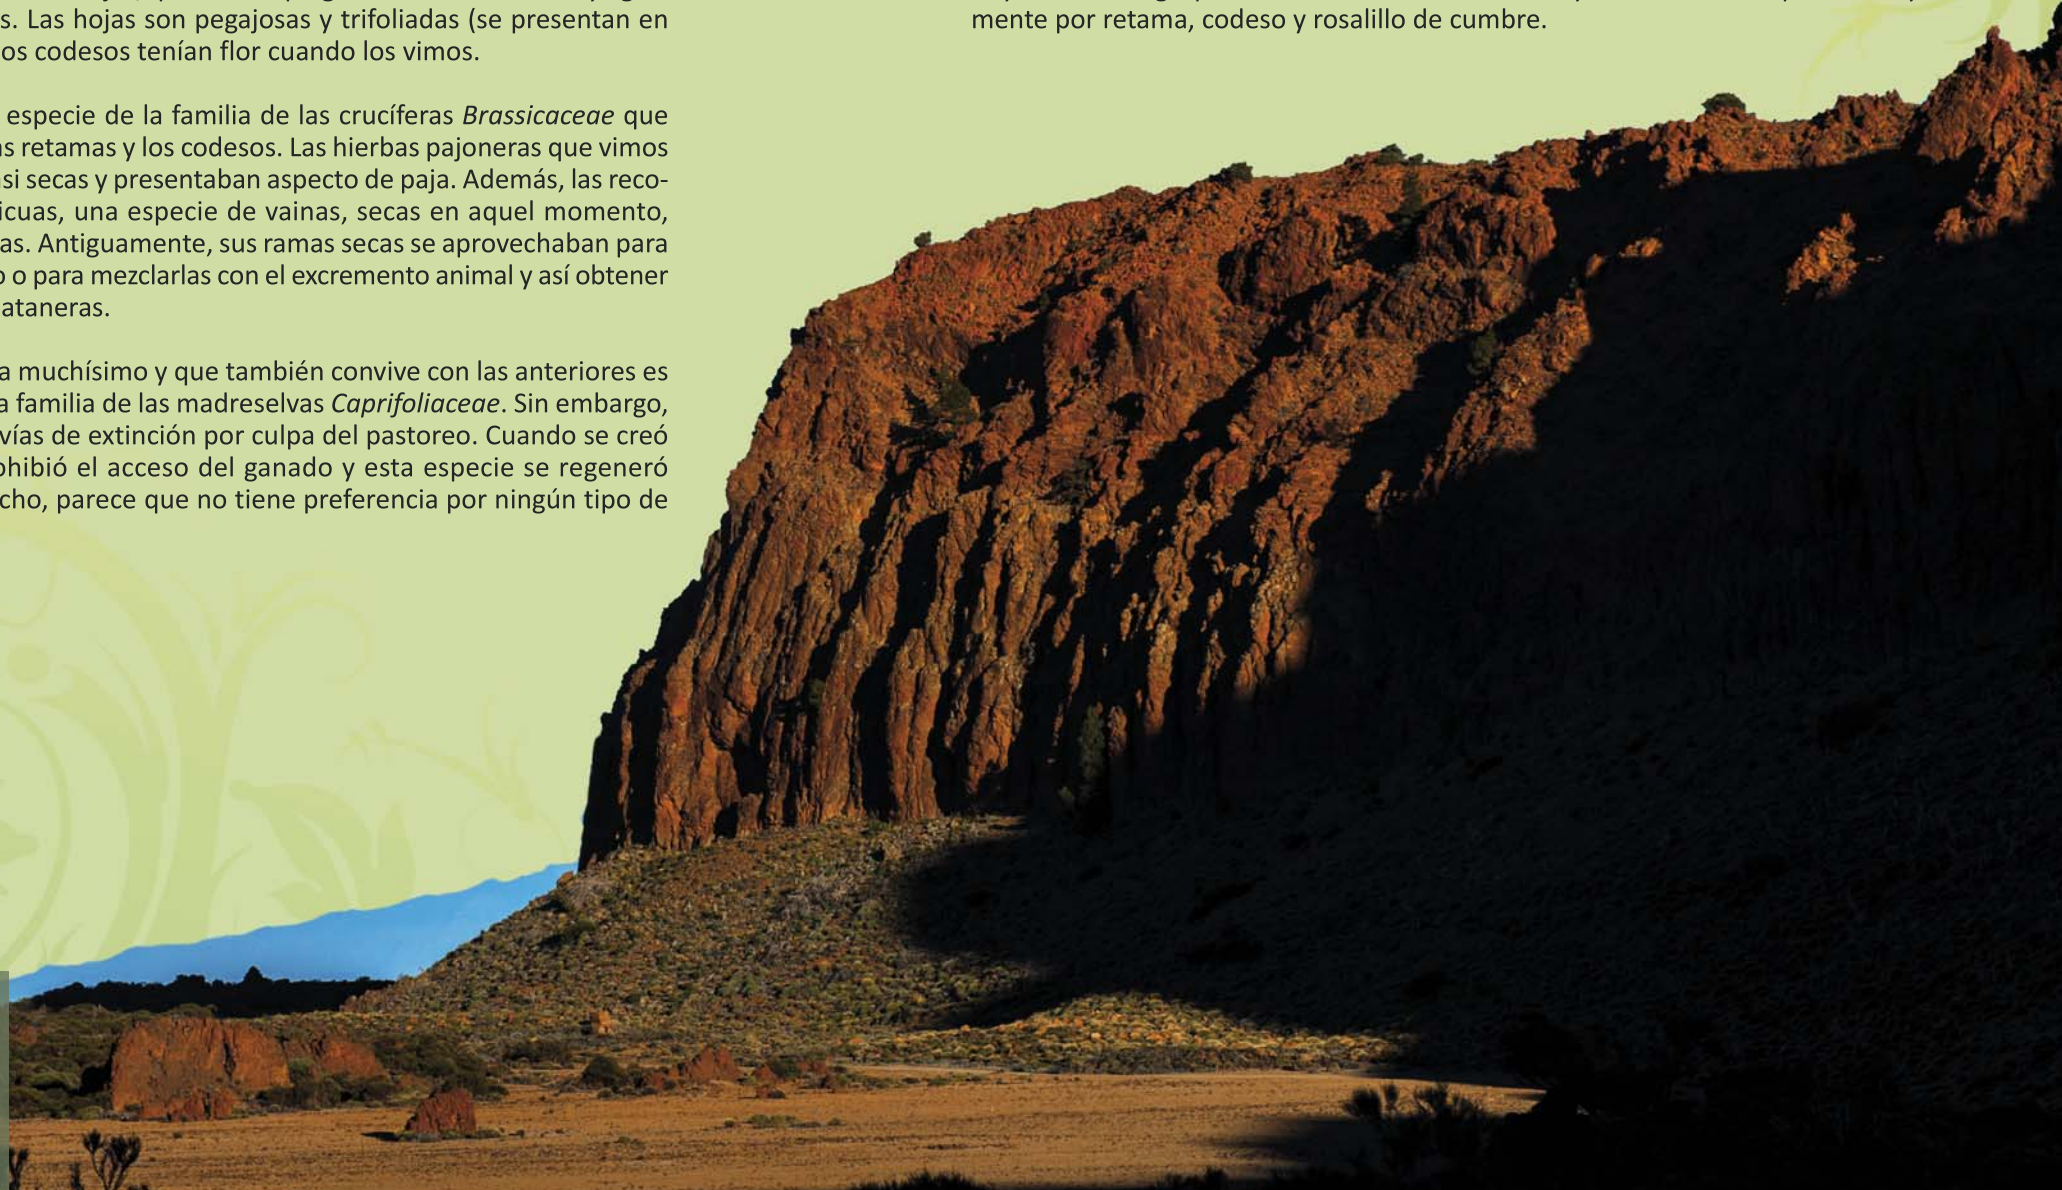 s. Las hojas son pegajosas y trifoliadas (se presentan en
os codesos tenían flor cuando los vimos.
especie de la familia de las crucíferas Brassicaceae que
as retamas y los codesos. Las hierbas pajoneras que vimos
asi secas y presentaban aspecto de paja. Además, las reco-
icuas, una especie de vainas, secas en aquel momento,
as. Antiguamente, sus ramas secas se aprovechaban para
o o para mezclarlas con el excremento animal y así obtener
ataneras.
a muchísimo y que también convive con las anteriores es
a familia de las madreselvas Caprifoliaceae. Sin embargo,
vías de extinción por culpa del pastoreo. Cuando se creó
ohibió el acceso del ganado y esta especie se regeneró
cho, parece que no tiene preferencia por ningún tipo de
mente por retama, codeso y rosalillo de cumbre.